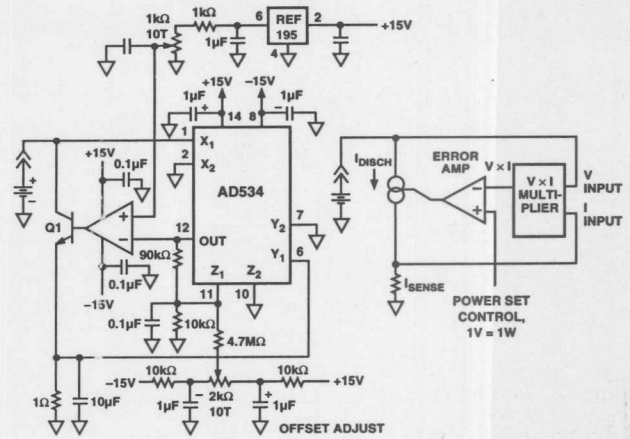 1kΩ
1kΩ
10T
6
REF
195
2
+15V
1µF
4
+15V
−15V
1µF
+
14
8
−
1µF
1
X1
2
X2
AD534
+15V
0.1µF
+
−
Q1
+
−
12
OUT
7
Y2
Y1
6
90kΩ
0.1µF
−15V
Z1
Z2
11
10
0.1µF
10kΩ
4.7MΩ
1Ω
10µF
−15V
10kΩ
2kΩ
10T
10kΩ
+15V
1µF
−
+
1µF
OFFSET ADJUST
IDISCH
ERROR
AMP
V × I
−
+
V × I
MULTI-
PLIER
V
INPUT
I
INPUT
ISENSE
POWER SET
CONTROL,
1V = 1W